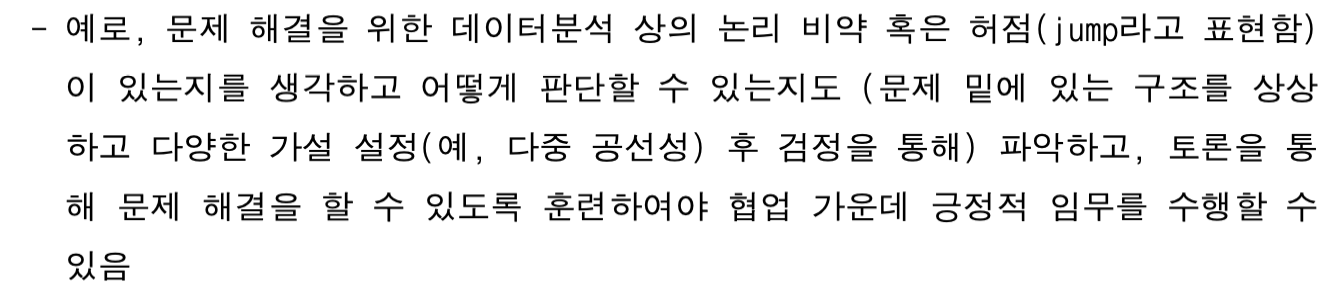 - 예로, 문제 해결을 위한 데이터분석 상의 논리 비약 혹은 허점(jump라고 표현함)
이 있는지를 생각하고 어떻게 판단할 수 있는지도 (문제 밑에 있는 구조를 상상
하고 다양한 가설 설정(예, 다중 공선성) 후 검정을 통해) 파악하고, 토론을 통
해 문제 해결을 할 수 있도록 훈련하여야 협업 가운데 긍정적 임무를 수행할 수
있음